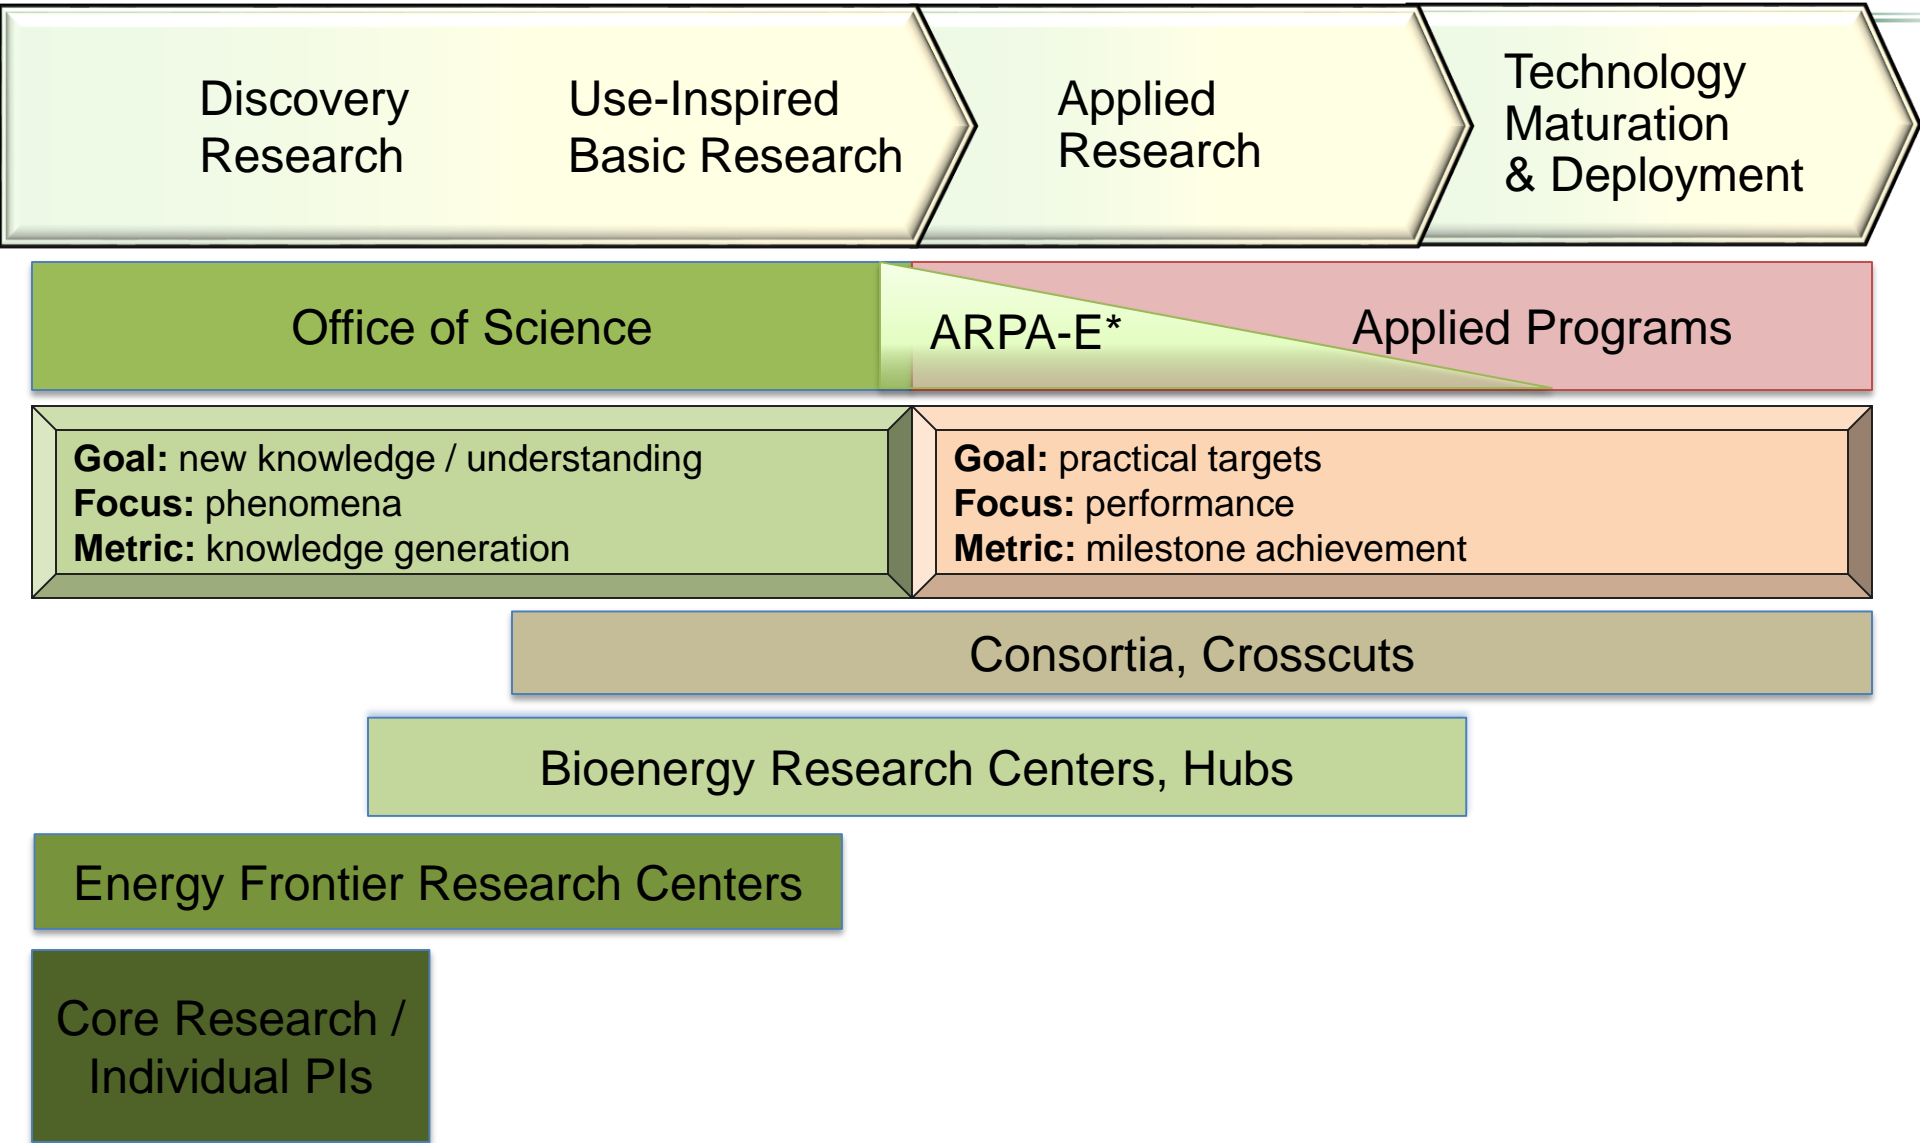 Discovery
Research
Use-Inspired
Basic Research
Applied
Research
Technology
Maturation
& Deployment
Office of Science
ARPA-E*
Applied Programs
Goal: new knowledge / understanding
Focus: phenomena
Metric: knowledge generation
Goal: practical targets
Focus: performance
Metric: milestone achievement
Consortia, Crosscuts
Bioenergy Research Centers, Hubs
Energy Frontier Research Centers
Core Research /
Individual PIs